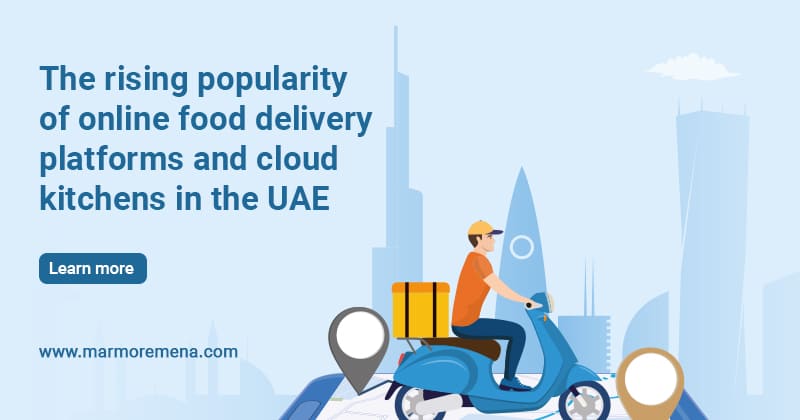 The rising popularity
of online food delivery
platforms and cloud
kitchens in the UAE
Learn more
www.marmoremena.com